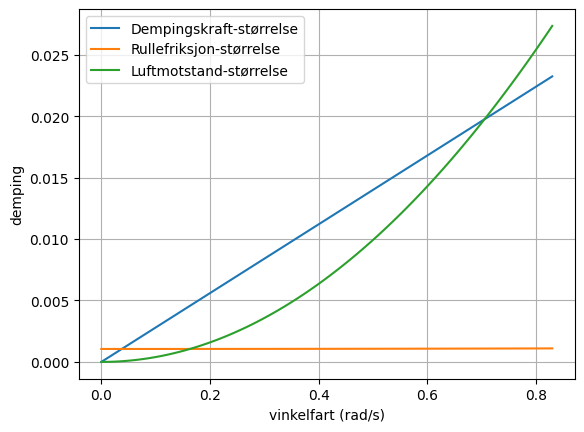 Dempingskraft-størrelse
Rullefriksjon-størrelse
Luftmotstand-størrelse
demping
0.025
0.020
0.015
0.010
0.005
0.000
0.0 0.2 0.4 0.6 0.8
vinkelfart (rad/s)